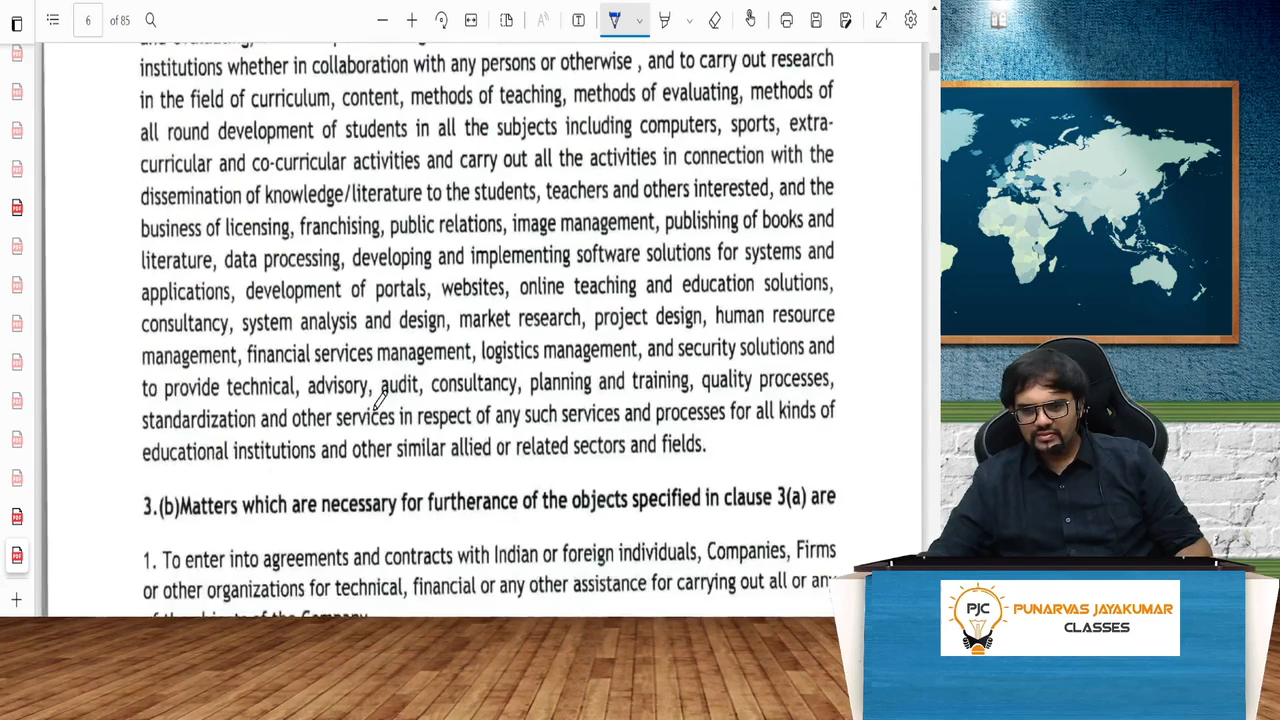 6 of 85
institutions whether in collaboration with any persons or otherwise , and to carry out research
in the field of curriculum, content, methods of teaching, methods of evaluating, methods of
all round development of students in all the subjects including computers, sports, extra-
curricular and co-curricular activities and carry out all the activities in connection with the
dissemination of knowledge/literature to the students, teachers and others interested, and the
business of licensing, franchising, public relations, image management, publishing of books and
literature, data processing, developing and implementing software solutions for systems and
applications, development of portals, websites, online teaching and education solutions,
consultancy, system analysis and design, market research, project design, human resource
management, financial services management, logistics management, and security solutions and
to provide technical, advisory, audit, consultancy, planning and training, quality processes,
standardization and other services in respect of any such services and processes for all kinds of
educational institutions and other similar allied or related sectors and fields.
3.(b)Matters which are necessary for furtherance of the objects specified in clause 3(a) are
1. To enter into agreements and contracts with Indian or foreign individuals, Companies, Firms
or other organizations for technical, financial or any other assistance for carrying out all or any
of the objects of the Company
PJC
PUNARVAS JAYAKUMAR
CLASSES